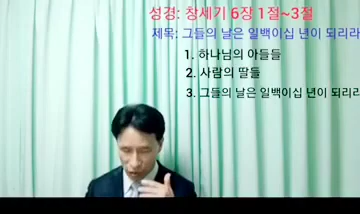 성경: 창세기 6장 1절~3절
제목: 그들의 날은 일백이십 년이 되리라
1. 하나님의 아들들
2. 사람의 딸들
3. 그들의 날은 일백이십 년이 되리라